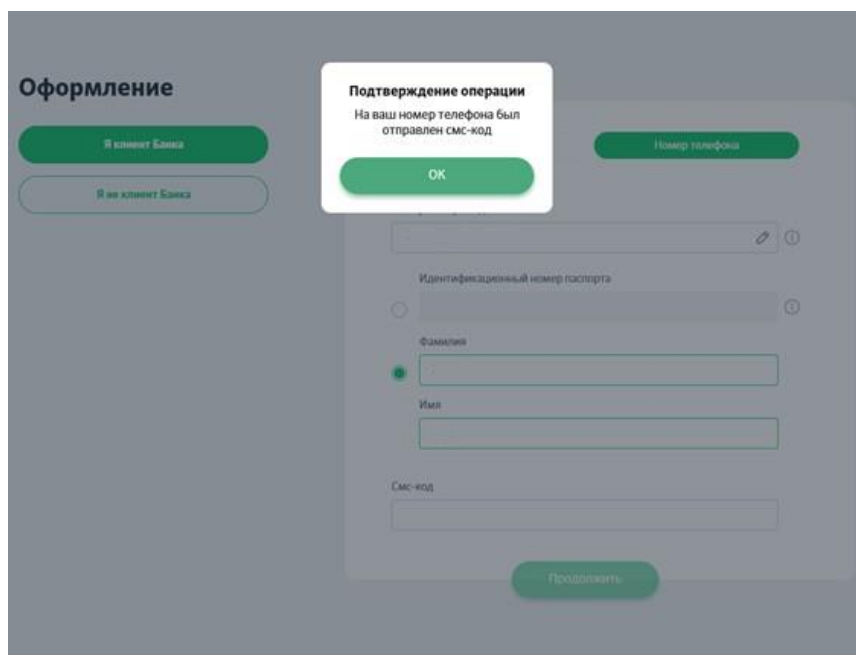 Оформление
Я клиент Банка
Я не клиент Банка
Подтверждение операции
На ваш номер телефона был
отправлен смс-код
OK
Номер телефона
Идентификационный номер паспорта
Фамилия
Имя
Смс-код
Продолжить